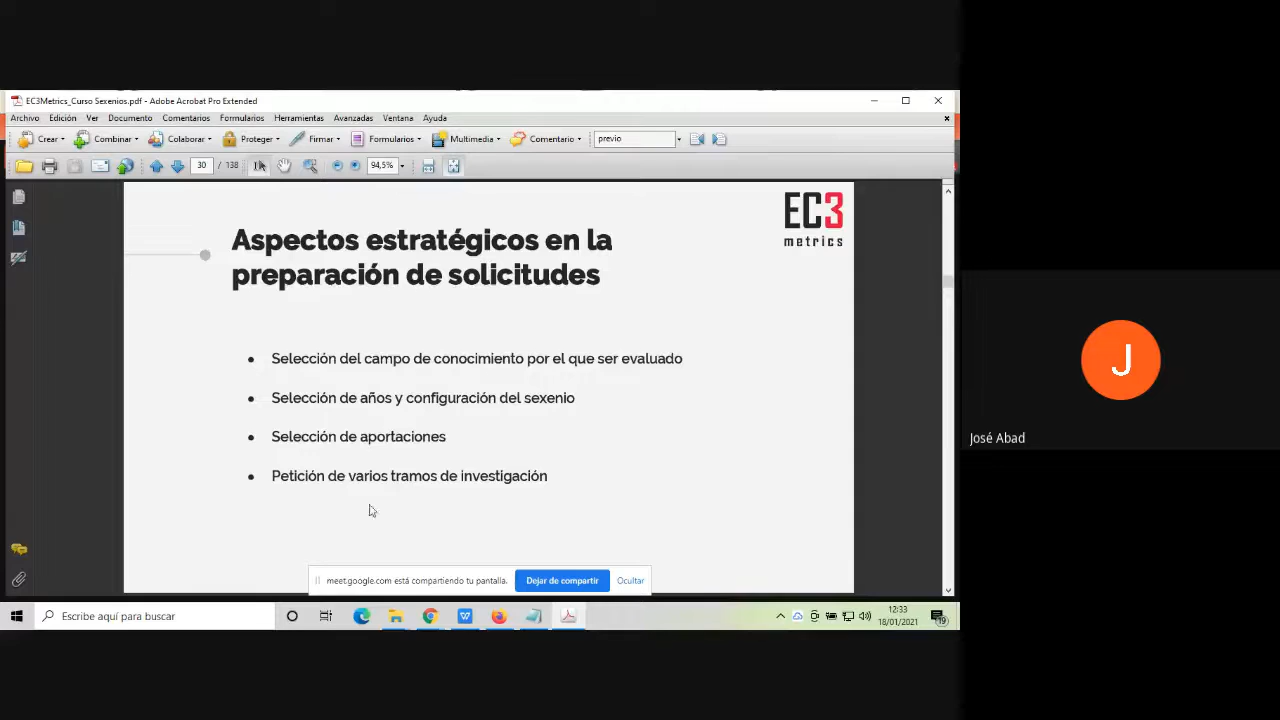 EC3Metrics_Curso Sexenios.pdf - Adobe Acrobat Pro Extended
Archivo Edición Ver Documento Comentarios Formularios Herramientas Avanzadas Ventana Ayuda
Crear Combinar Colaborar Proteger Firmar Formularios Multimedia Comentario previo
30 / 138 94,5%
EC3
metrics
Aspectos estratégicos en la
preparación de solicitudes
• Selección del campo de conocimiento por el que ser evaluado
• Selección de años y configuración del sexenio
• Selección de aportaciones
• Petición de varios tramos de investigación
J
José Abad
meet.google.com está compartiendo tu pantalla. Dejar de compartir Ocultar
Escribe aquí para buscar
12:33
18/01/2021
19